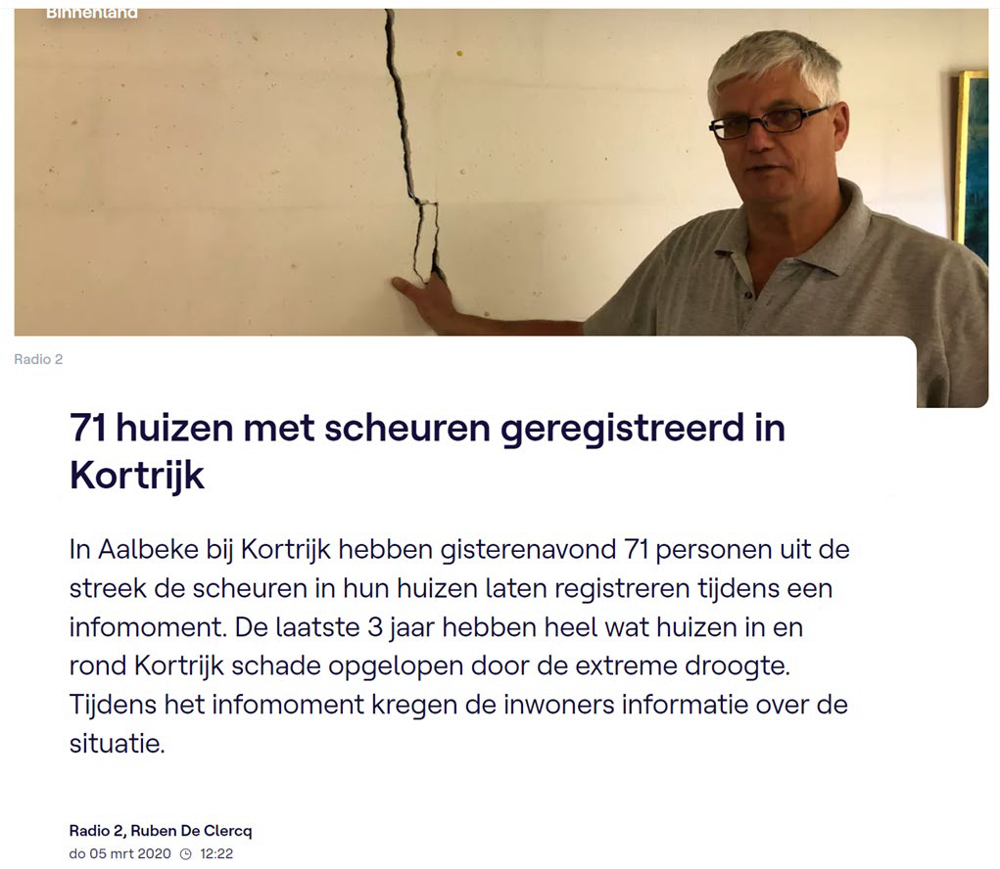 Binnenland
Radio 2
71 huizen met scheuren geregistreerd in
Kortrijk
In Aalbeke bij Kortrijk hebben gisterenavond 71 personen uit de
streek de scheuren in hun huizen laten registreren tijdens een
infomoment. De laatste 3 jaar hebben heel wat huizen in en
rond Kortrijk schade opgelopen door de extreme droogte.
Tijdens het infomoment kregen de inwoners informatie over de
situatie.
Radio 2, Ruben De Clercq
do 05 mrt 2020 12:22